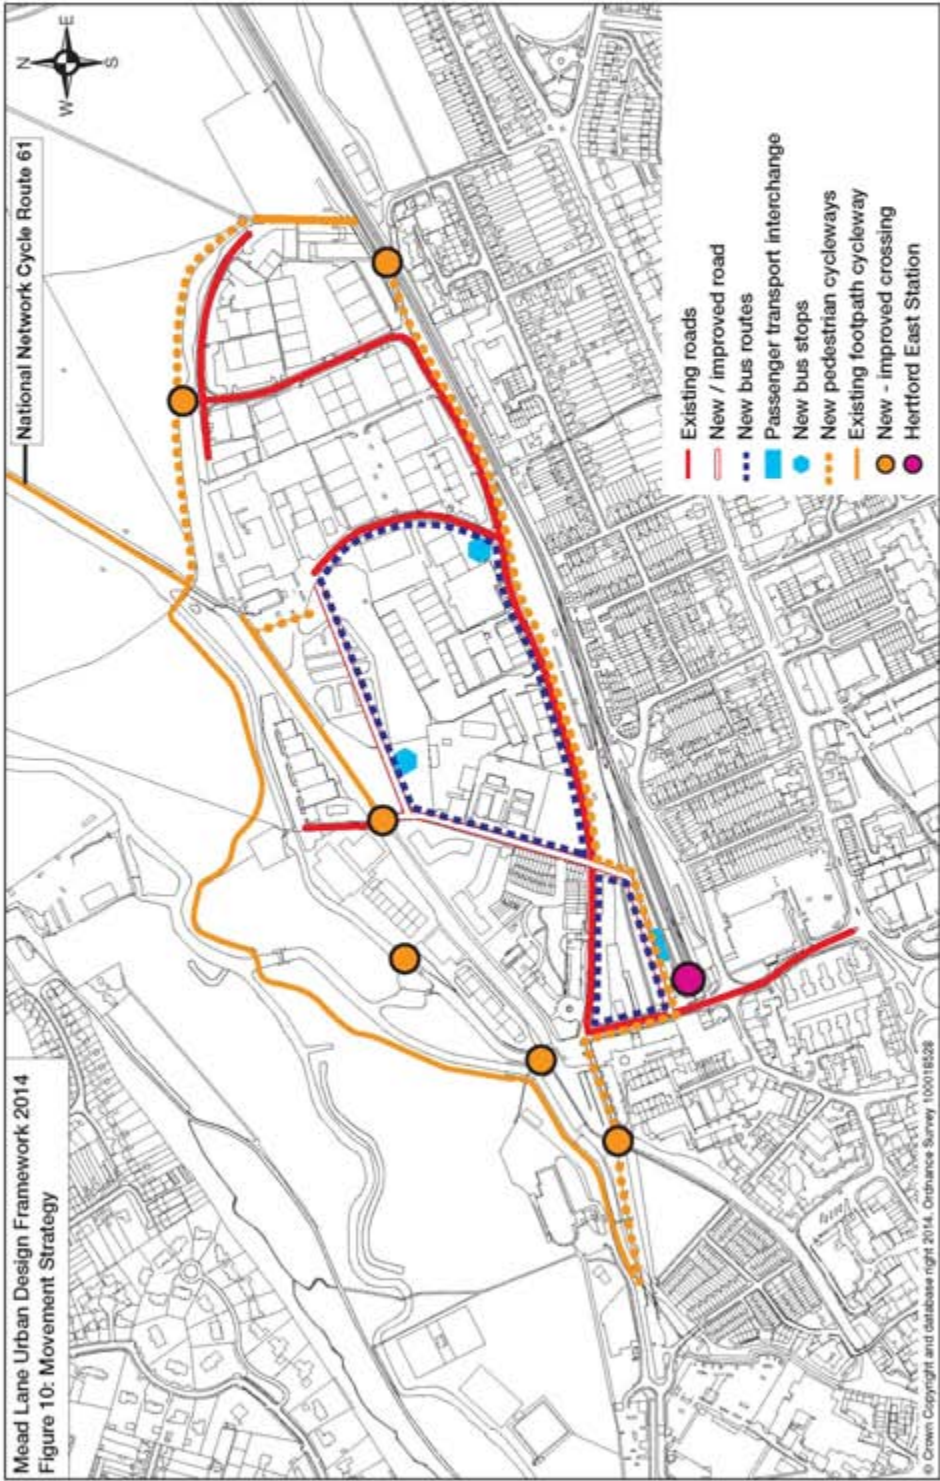 Mead Lane Urban Design Framework 2014
Figure 10: Movement Strategy
National Network Cycle Route 61
N
E
S
W
Existing roads
New / improved road
New bus routes
Passenger transport interchange
New bus stops
New pedestrian cycleways
Existing footpath cycleway
New - improved crossing
Hertford East Station
© Crown Copyright and database right 2014. Ordnance Survey 100018528